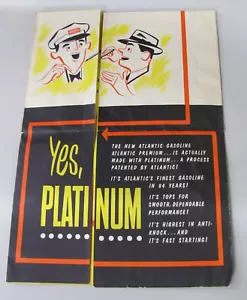 Yes,
PLATINUM
THE NEW ATLANTIC GASOLINE
ATLANTIC PREMIUM...IS ACTUALLY
MADE WITH PLATINUM...A PROCESS
PATENTED BY ATLANTIC!
IT'S ATLANTIC'S FINEST GASOLINE
IN 84 YEARS!
IT'S TOPS FOR
SMOOTH, DEPENDABLE
PERFORMANCE!
IT'S HIGHEST IN ANTI-
KNOCK...AND
IT'S FAST STARTING!